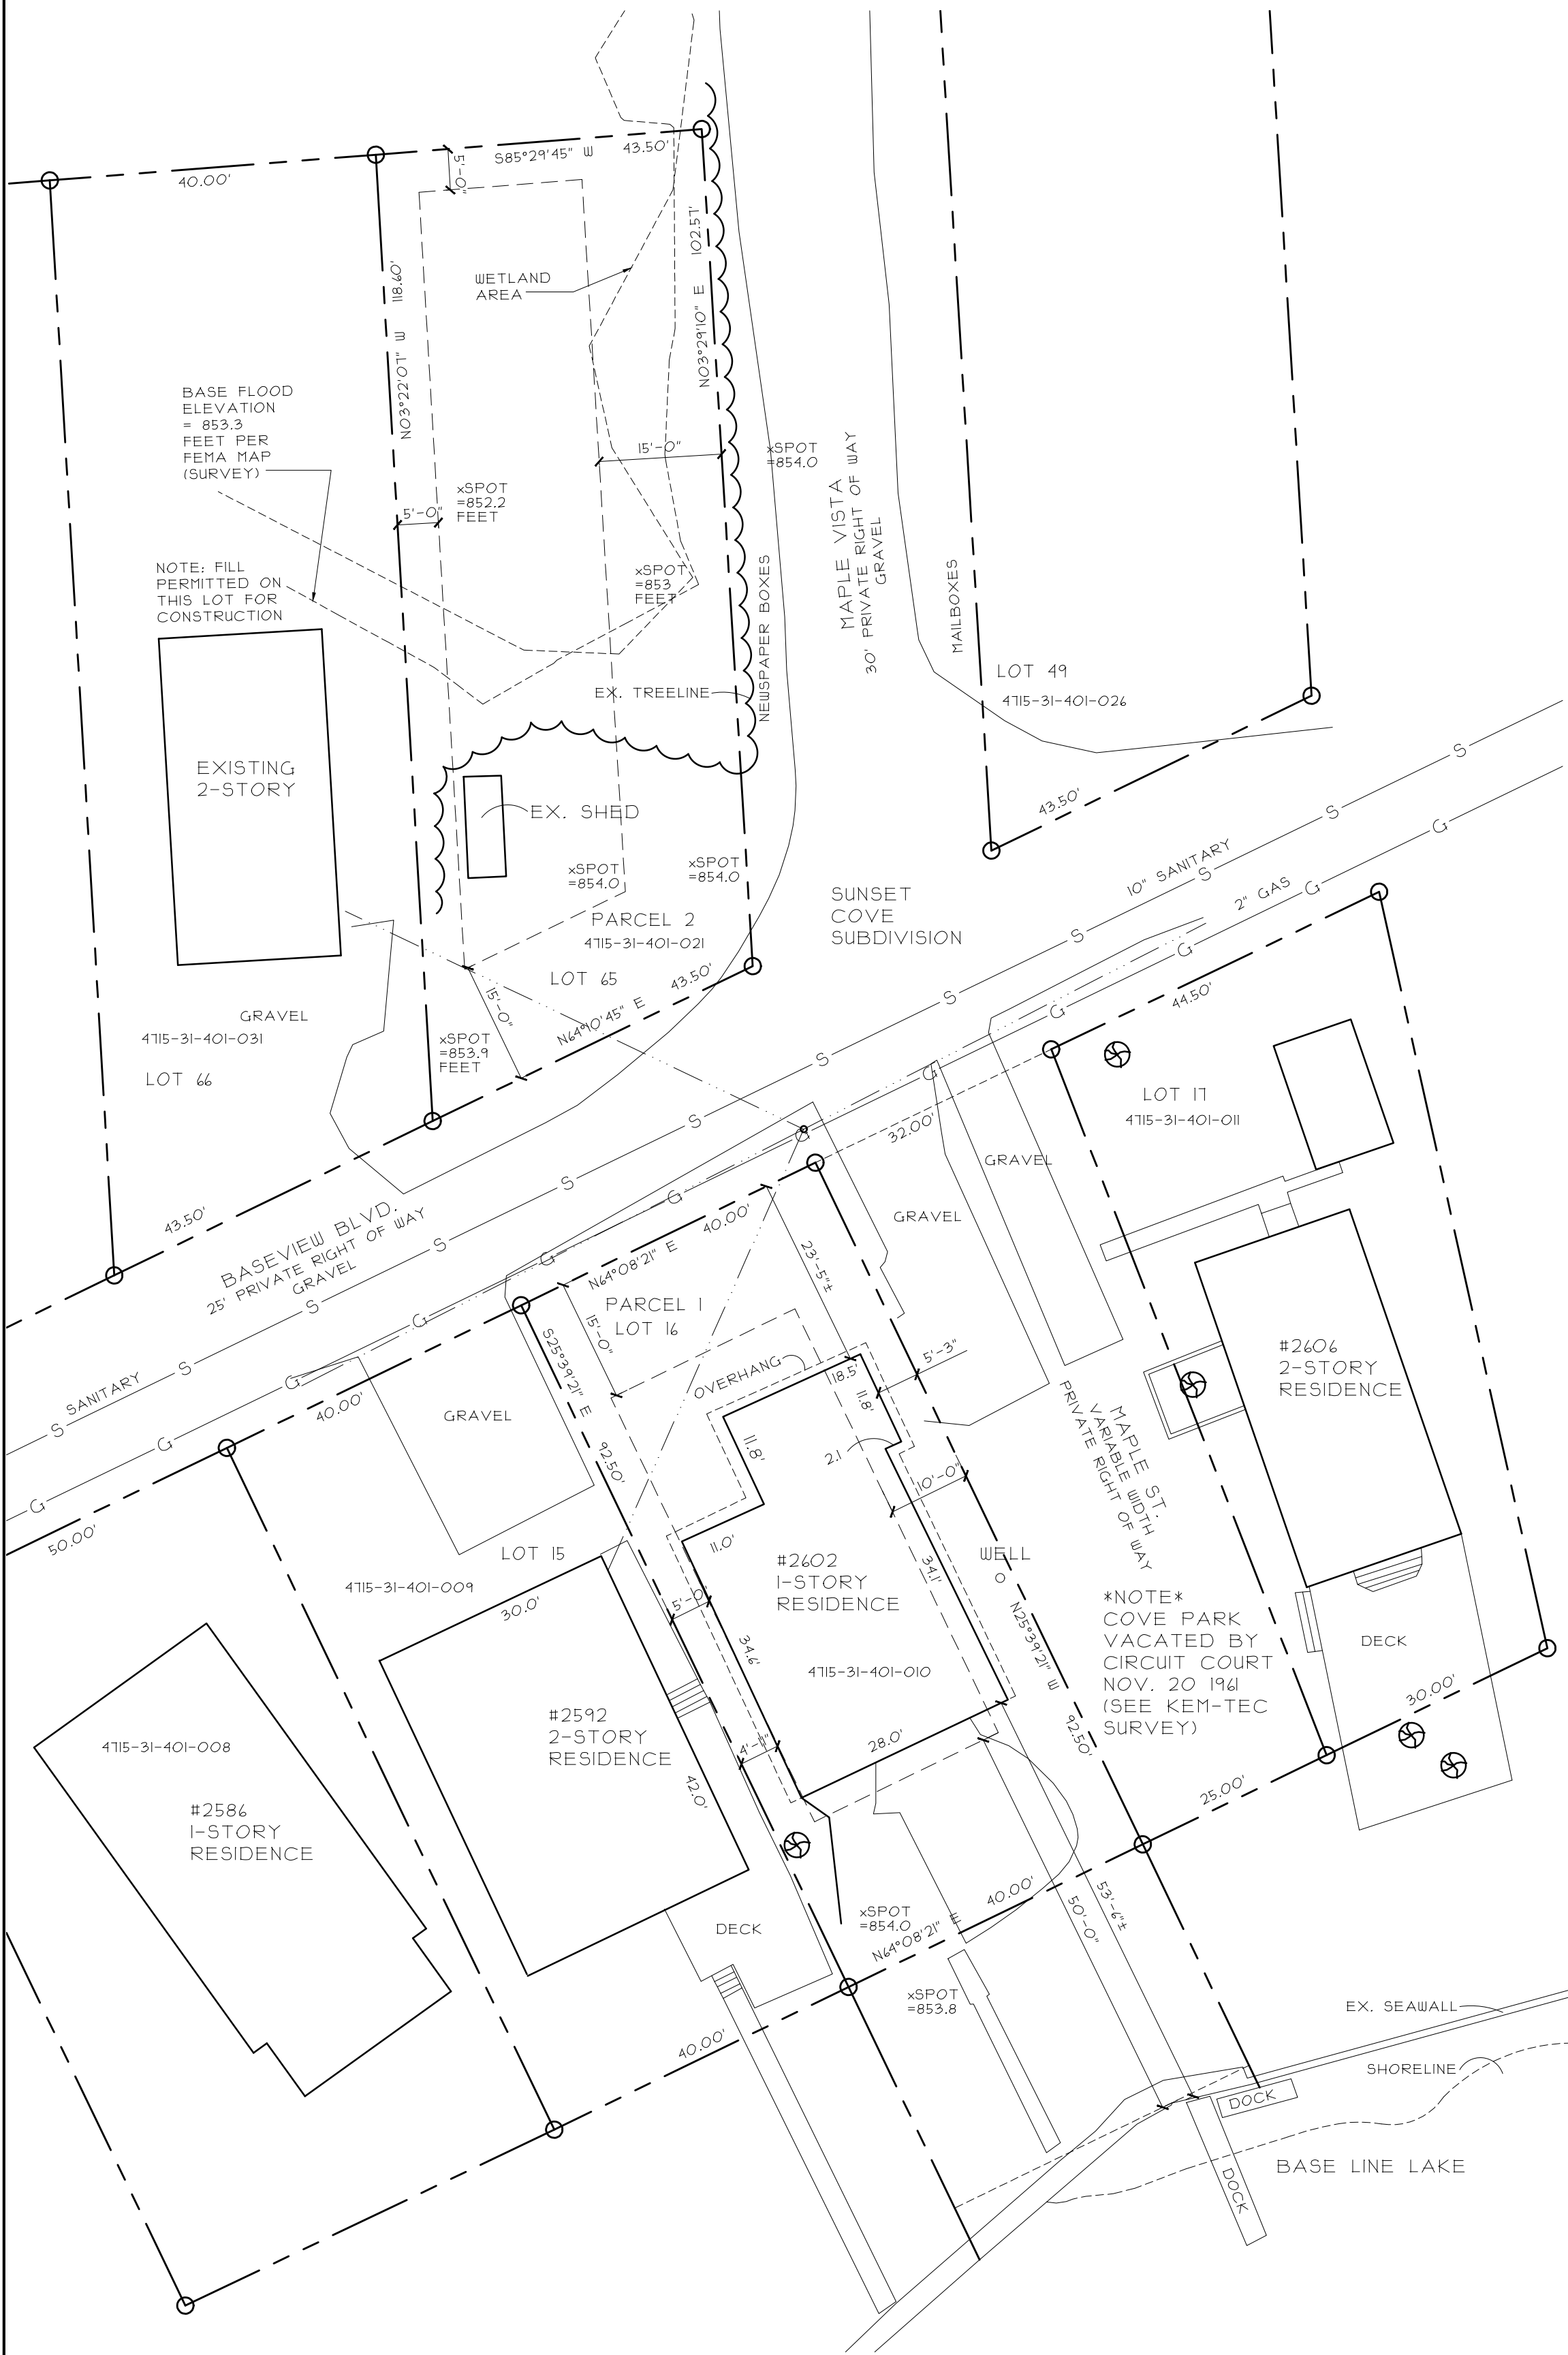 40.00'
S85°29'45" W 43.50'
5'-0"
WETLAND
AREA
N03°22'07" W 118.60'
N03°29'10" E 102.57'
BASE FLOOD
ELEVATION
= 853.3
FEET PER
FEMA MAP
(SURVEY)
15'-0"
xSPOT
=854.0
xSPOT
=852.2
FEET
5'-0"
MAPLE VISTA
30' PRIVATE RIGHT OF WAY
GRAVEL
NOTE: FILL
PERMITTED ON
THIS LOT FOR
CONSTRUCTION
xSPOT
=853
FEET
NEWSPAPER BOXES
MAILBOXES
LOT 49
4715-31-401-026
EX. TREELINE
EXISTING
2-STORY
EX. SHED
43.50'
xSPOT
=854.0
xSPOT
=854.0
SUNSET
COVE
SUBDIVISION
10" SANITARY
2" GAS
PARCEL 2
4715-31-401-021
LOT 65
43.50'
N64°10'45" E
15'-0"
GRAVEL
4715-31-401-031
LOT 66
xSPOT
=853.9
FEET
44.50'
LOT 17
4715-31-401-011
32.00'
GRAVEL
GRAVEL
43.50'
BASEVIEW BLVD.
25' PRIVATE RIGHT OF WAY
GRAVEL
S S S S S S S S S S S S
G G G G G G G G G G G G
SANITARY
40.00'
N64°08'21" E
PARCEL 1
LOT 16
15'-0"
23'-5"±
S25°39'21" E 92.50'
OVERHANG
18.5'
11.8'
5'-3"
#2606
2-STORY
RESIDENCE
40.00'
GRAVEL
11.8'
2.1
10'-0"
MAPLE ST.
VARIABLE WIDTH
PRIVATE RIGHT OF WAY
50.00'
LOT 15
4715-31-401-009
30.0'
11.0'
#2602
1-STORY
RESIDENCE
34.1'
WELL
N25°39'21" W 92.50'
5'-0"
34.6'
4715-31-401-010
*NOTE*
COVE PARK
VACATED BY
CIRCUIT COURT
NOV. 20 1961
(SEE KEM-TEC
SURVEY)
DECK
30.00'
#2592
2-STORY
RESIDENCE
4'-11"
28.0'
42.0'
4715-31-401-008
#2586
1-STORY
RESIDENCE
25.00'
DECK
xSPOT
=854.0
N64°08'21" E
40.00'
50'-0"
53'-6"±
xSPOT
=853.8
40.00'
EX. SEAWALL
SHORELINE
DOCK
DOCK
BASE LINE LAKE